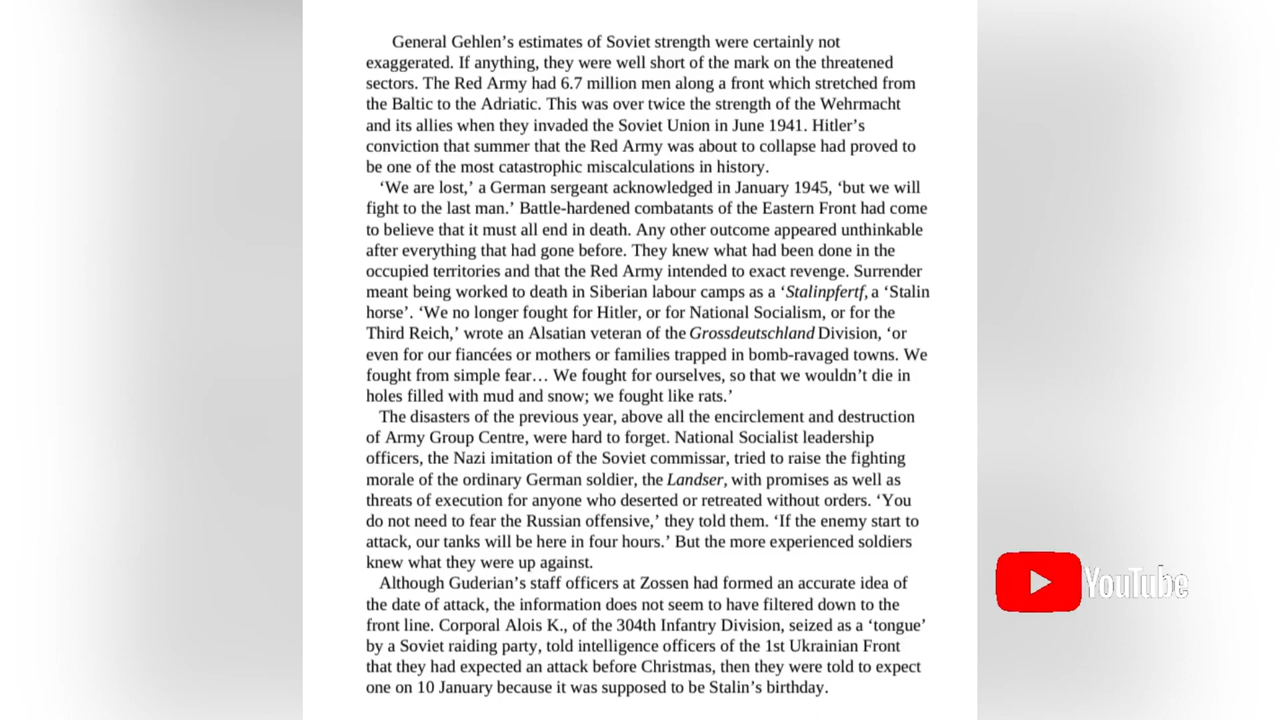 General Gehlen’s estimates of Soviet strength were certainly not
exaggerated. If anything, they were well short of the mark on the threatened
sectors. The Red Army had 6.7 million men along a front which stretched from
the Baltic to the Adriatic. This was over twice the strength of the Wehrmacht
and its allies when they invaded the Soviet Union in June 1941. Hitler’s
conviction that summer that the Red Army was about to collapse had proved to
be one of the most catastrophic miscalculations in history.
‘We are lost,’ a German sergeant acknowledged in January 1945, ‘but we will
fight to the last man.’ Battle-hardened combatants of the Eastern Front had come
to believe that it must all end in death. Any other outcome appeared unthinkable
after everything that had gone before. They knew what had been done in the
occupied territories and that the Red Army intended to exact revenge. Surrender
meant being worked to death in Siberian labour camps as a ‘Stalinpfertf, a ‘Stalin
horse’. ‘We no longer fought for Hitler, or for National Socialism, or for the
Third Reich,’ wrote an Alsatian veteran of the Grossdeutschland Division, ‘or
even for our fiancées or mothers or families trapped in bomb-ravaged towns. We
fought from simple fear… We fought for ourselves, so that we wouldn’t die in
holes filled with mud and snow; we fought like rats.’
The disasters of the previous year, above all the encirclement and destruction
of Army Group Centre, were hard to forget. National Socialist leadership
officers, the Nazi imitation of the Soviet commissar, tried to raise the fighting
morale of the ordinary German soldier, the Landser, with promises as well as
threats of execution for anyone who deserted or retreated without orders. ‘You
do not need to fear the Russian offensive,’ they told them. ‘If the enemy start to
attack, our tanks will be here in four hours.’ But the more experienced soldiers
knew what they were up against.
Although Guderian’s staff officers at Zossen had formed an accurate idea of
the date of attack, the information does not seem to have filtered down to the
front line. Corporal Alois K., of the 304th Infantry Division, seized as a ‘tongue’
by a Soviet raiding party, told intelligence officers of the 1st Ukrainian Front
that they had expected an attack before Christmas, then they were told to expect
one on 10 January because it was supposed to be Stalin’s birthday.
YouTube